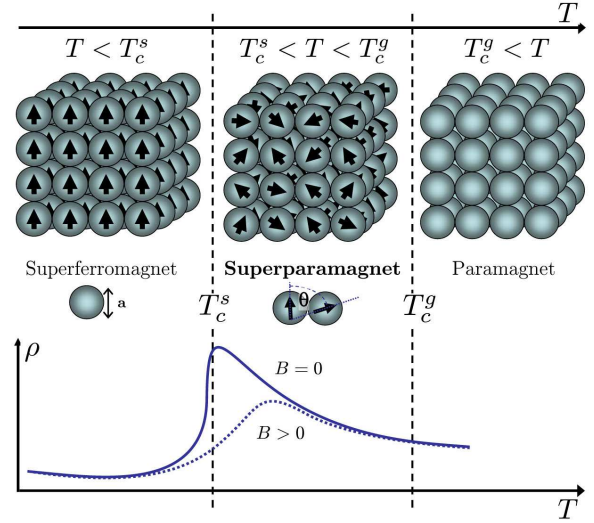 T
T < T_c^s
T_c^s < T < T_c^g
T_c^g < T
Superferromagnet
Superparamagnet
Paramagnet
a
θ
T_c^s
T_c^g
ρ
B = 0
B > 0
T